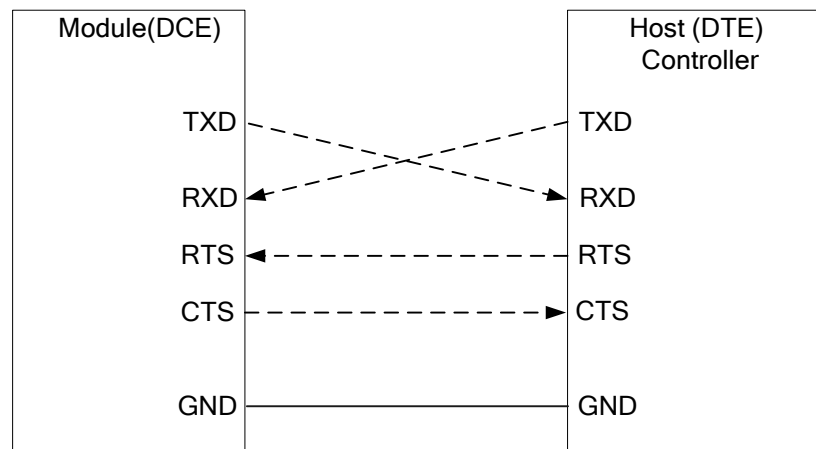 Module(DCE)
Host (DTE)
Controller
TXD
TXD
RXD
RXD
RTS
RTS
CTS
CTS
GND
GND